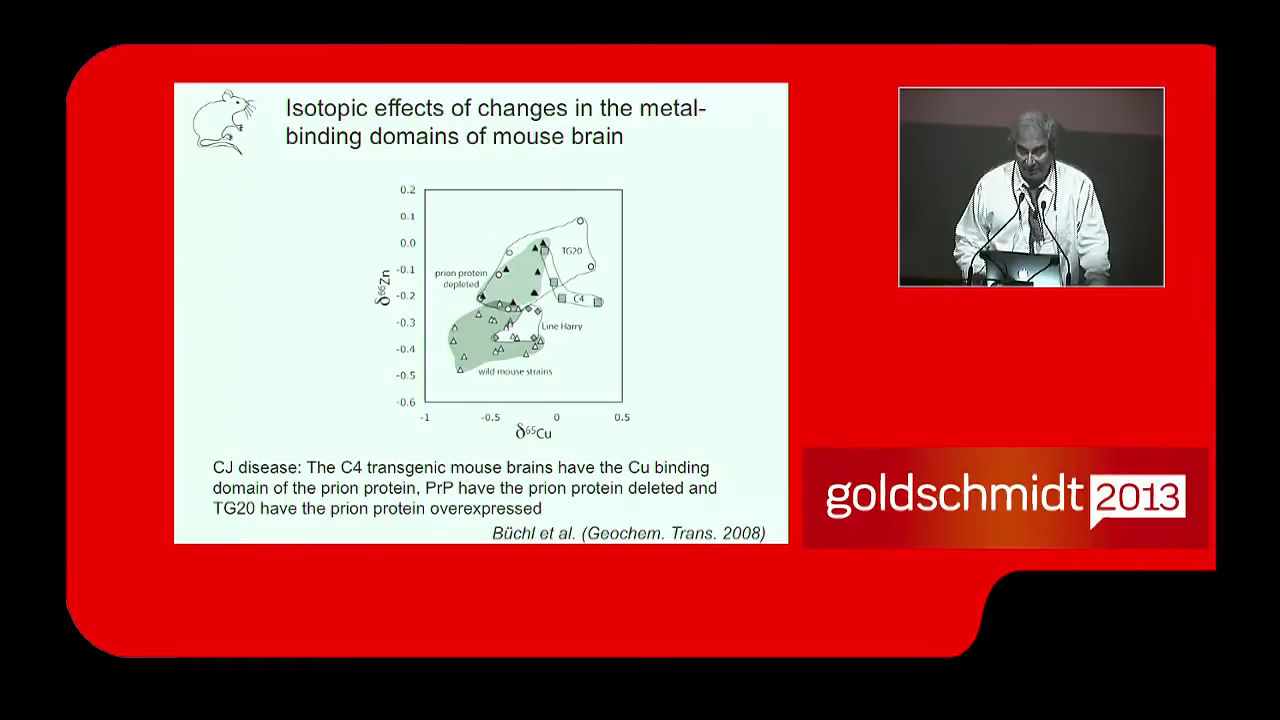 Isotopic effects of changes in the metal-
binding domains of mouse brain
0.2
0.1
0.0
-0.1
-0.2
-0.3
-0.4
-0.5
-0.6
δ66Zn
TG20
prion protein
depleted
C4
Line Harry
wild mouse strains
-1
-0.5
0
0.5
δ65Cu
CJ disease: The C4 transgenic mouse brains have the Cu binding
domain of the prion protein, PrP have the prion protein deleted and
TG20 have the prion protein overexpressed
Büchl et al. (Geochem. Trans. 2008)
goldschmidt 2013